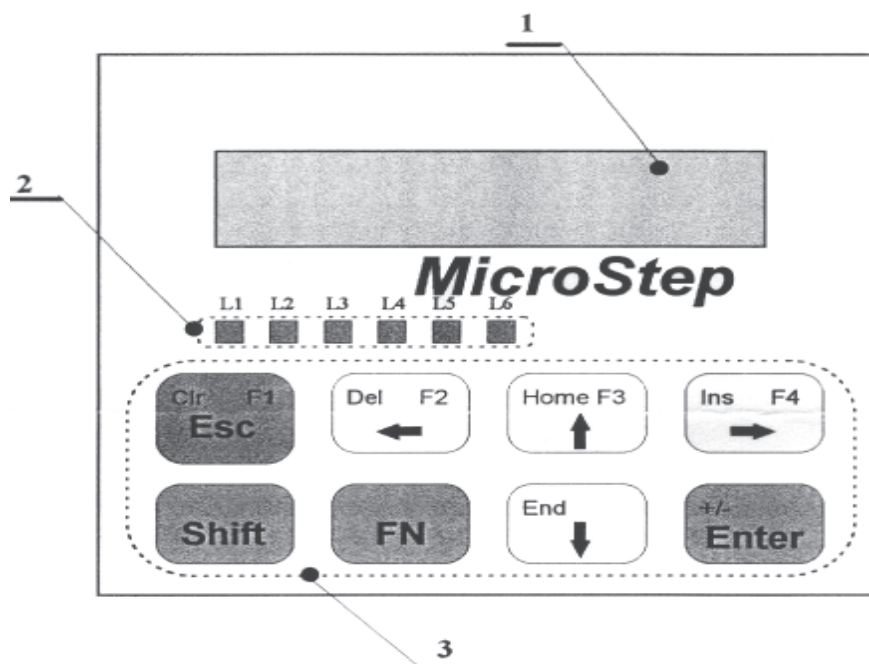 1
2
MicroStep
L1 L2 L3 L4 L5 L6
Clr F1 Del F2 Home F3 Ins F4
Esc ← ↑ →
End +/-
Shift FN ↓ Enter
3